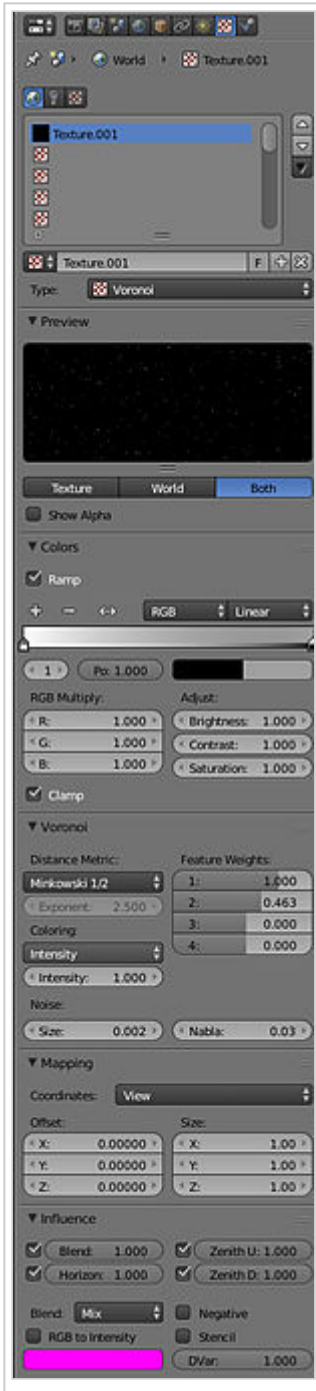 World Texture.001
Texture.001
Texture.001 F
Type: Voronoi
Preview
Texture World Both
Show Alpha
Colors
Ramp
RGB Linear
1 Po: 1.000
RGB Multiply: Adjust:
R: 1.000 Brightness: 1.000
G: 1.000 Contrast: 1.000
B: 1.000 Saturation: 1.000
Clamp
Voronoi
Distance Metric: Feature Weights:
Minkowski 1/2 1: 1.000
Exponent: 2.500 2: 0.463
Coloring: 3: 0.000
Intensity 4: 0.000
Intensity: 1.000
Noise:
Size: 0.002 Nabla: 0.03
Mapping
Coordinates: View
Offset: Size:
X: 0.00000 X: 1.00
Y: 0.00000 Y: 1.00
Z: 0.00000 Z: 1.00
Influence
Blend: 1.000 Zenith U: 1.000
Horizon: 1.000 Zenith D: 1.000
Blend: Mix Negative
RGB to Intensity Stencil
DVar: 1.000